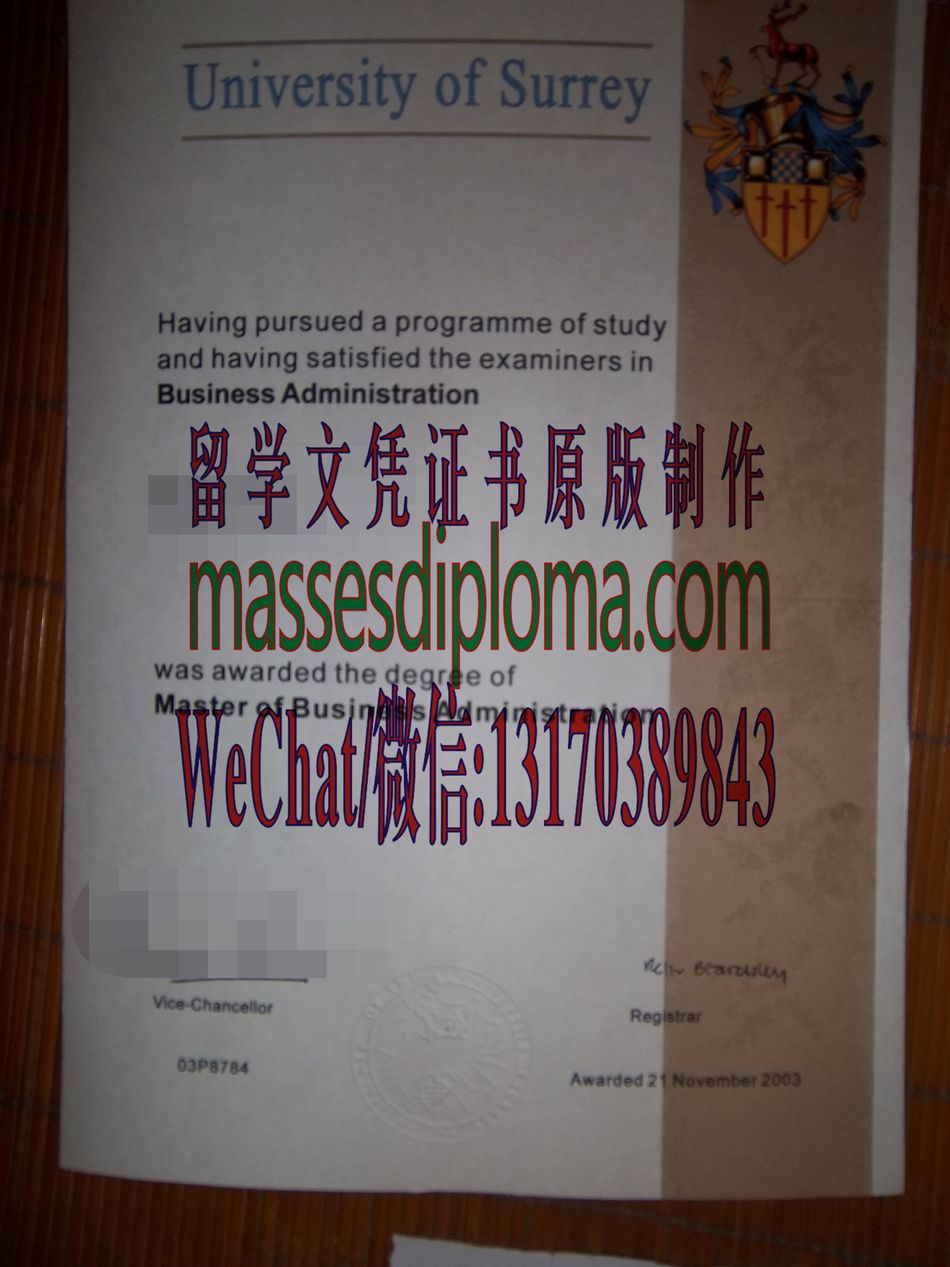 University of Surrey
Having pursued a programme of study
and having satisfied the examiners in
Business Administration
留学文凭证书原版制作
massesdiploma.com
was awarded the degree of
Master of Business Administration
WeChat/微信:13170389843
Vice-Chancellor
Registrar
03P8784
Awarded 21 November 2003